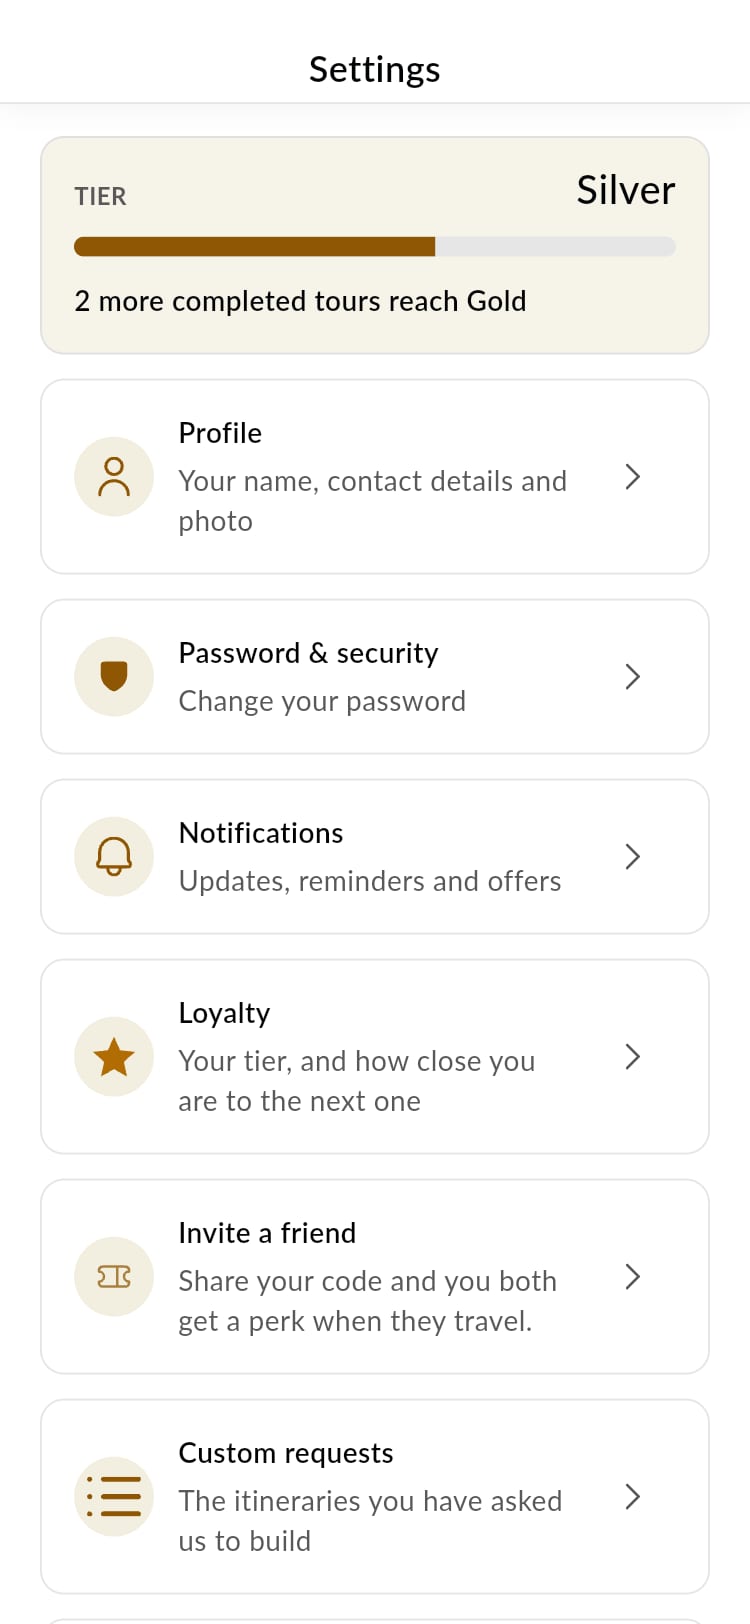 Settings
TIER
Silver
2 more completed tours reach Gold
Profile
Your name, contact details and
photo
Password & security
Change your password
Notifications
Updates, reminders and offers
Loyalty
Your tier, and how close you
are to the next one
Invite a friend
Share your code and you both
get a perk when they travel.
Custom requests
The itineraries you have asked
us to build